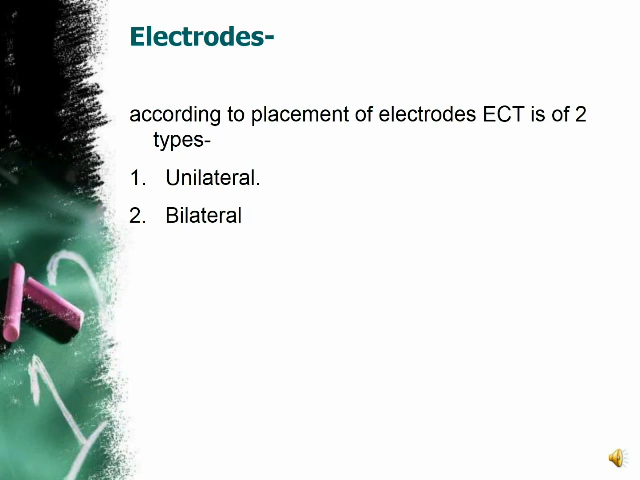 Electrodes-
according to placement of electrodes ECT is of 2
types-
1. Unilateral.
2. Bilateral